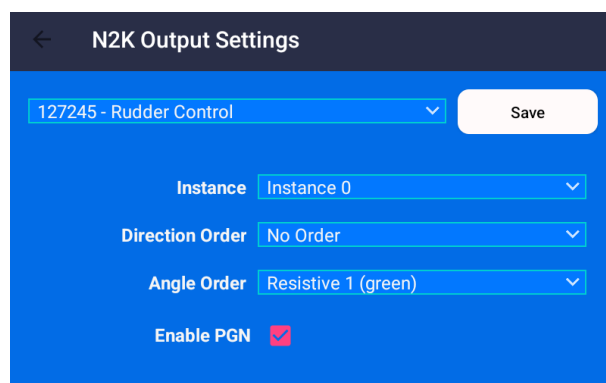 N2K Output Settings
127245 - Rudder Control
Save
Instance Instance 0
Direction Order No Order
Angle Order Resistive 1 (green)
Enable PGN